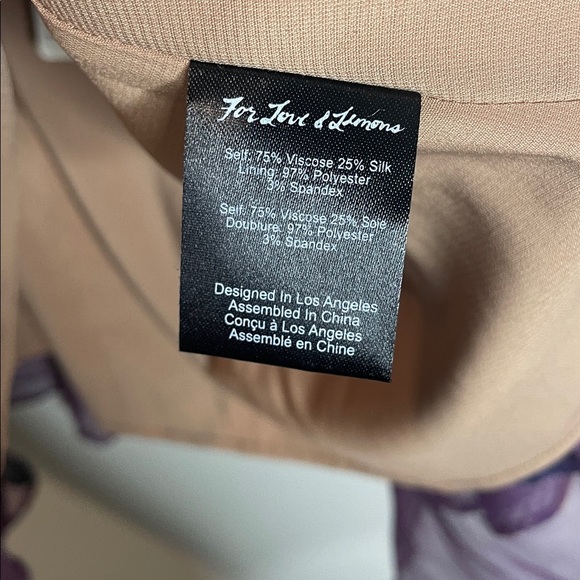 For Love & Lemons
Self: 75% Viscose 25% Silk
Lining: 97% Polyester
3% Spandex
Self: 75% Viscose 25% Soie
Doublure: 97% Polyester
3% Spandex
Designed In Los Angeles
Assembled In China
Conçu à Los Angeles
Assemblé en Chine